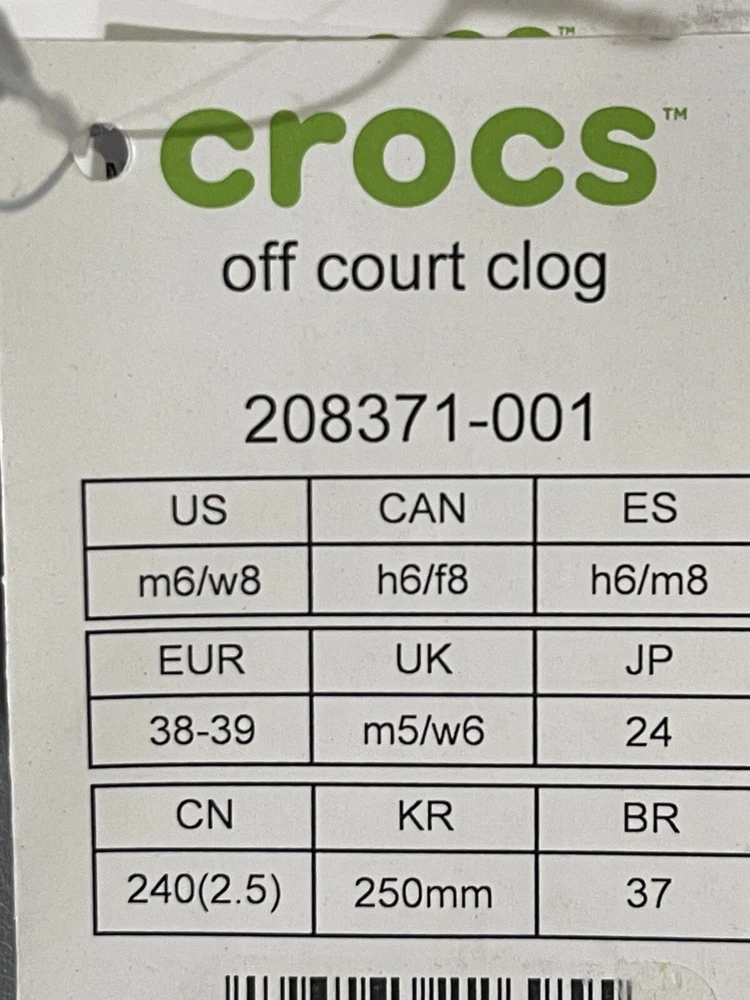 crocs™
off court clog
208371-001
US CAN ES
m6/w8 h6/f8 h6/m8
EUR UK JP
38-39 m5/w6 24
CN KR BR
240(2.5) 250mm 37